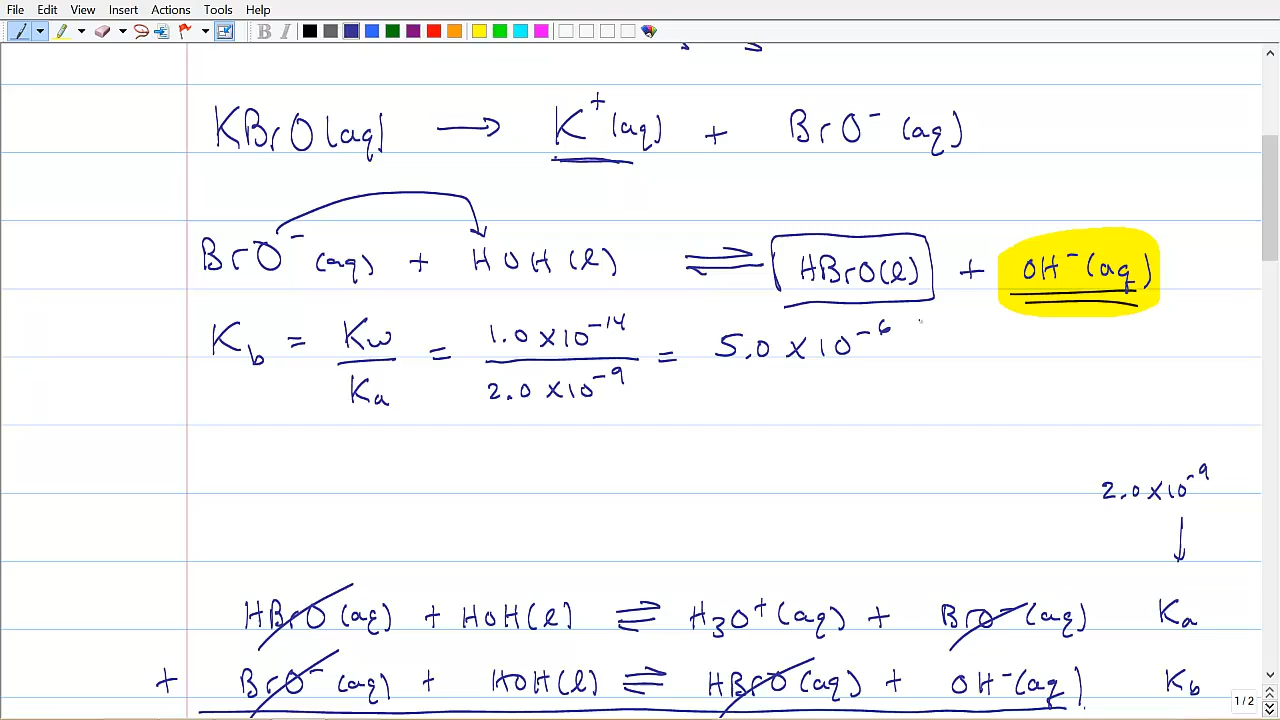 File Edit View Insert Actions Tools Help
B I
KBrO(aq) → K⁺(aq) + BrO⁻(aq)
BrO⁻(aq) + HOH(l) ⇌ HBrO(l) + OH⁻(aq)
K_b = Kw/Ka = 1.0×10⁻¹⁴/2.0×10⁻⁹ = 5.0×10⁻⁶
2.0×10⁻⁹
↓
HBrO(aq) + HOH(l) ⇌ H₃O⁺(aq) + BrO⁻(aq) Ka
+ BrO⁻(aq) + HOH(l) ⇌ HBrO(aq) + OH⁻(aq) K_b
1/2